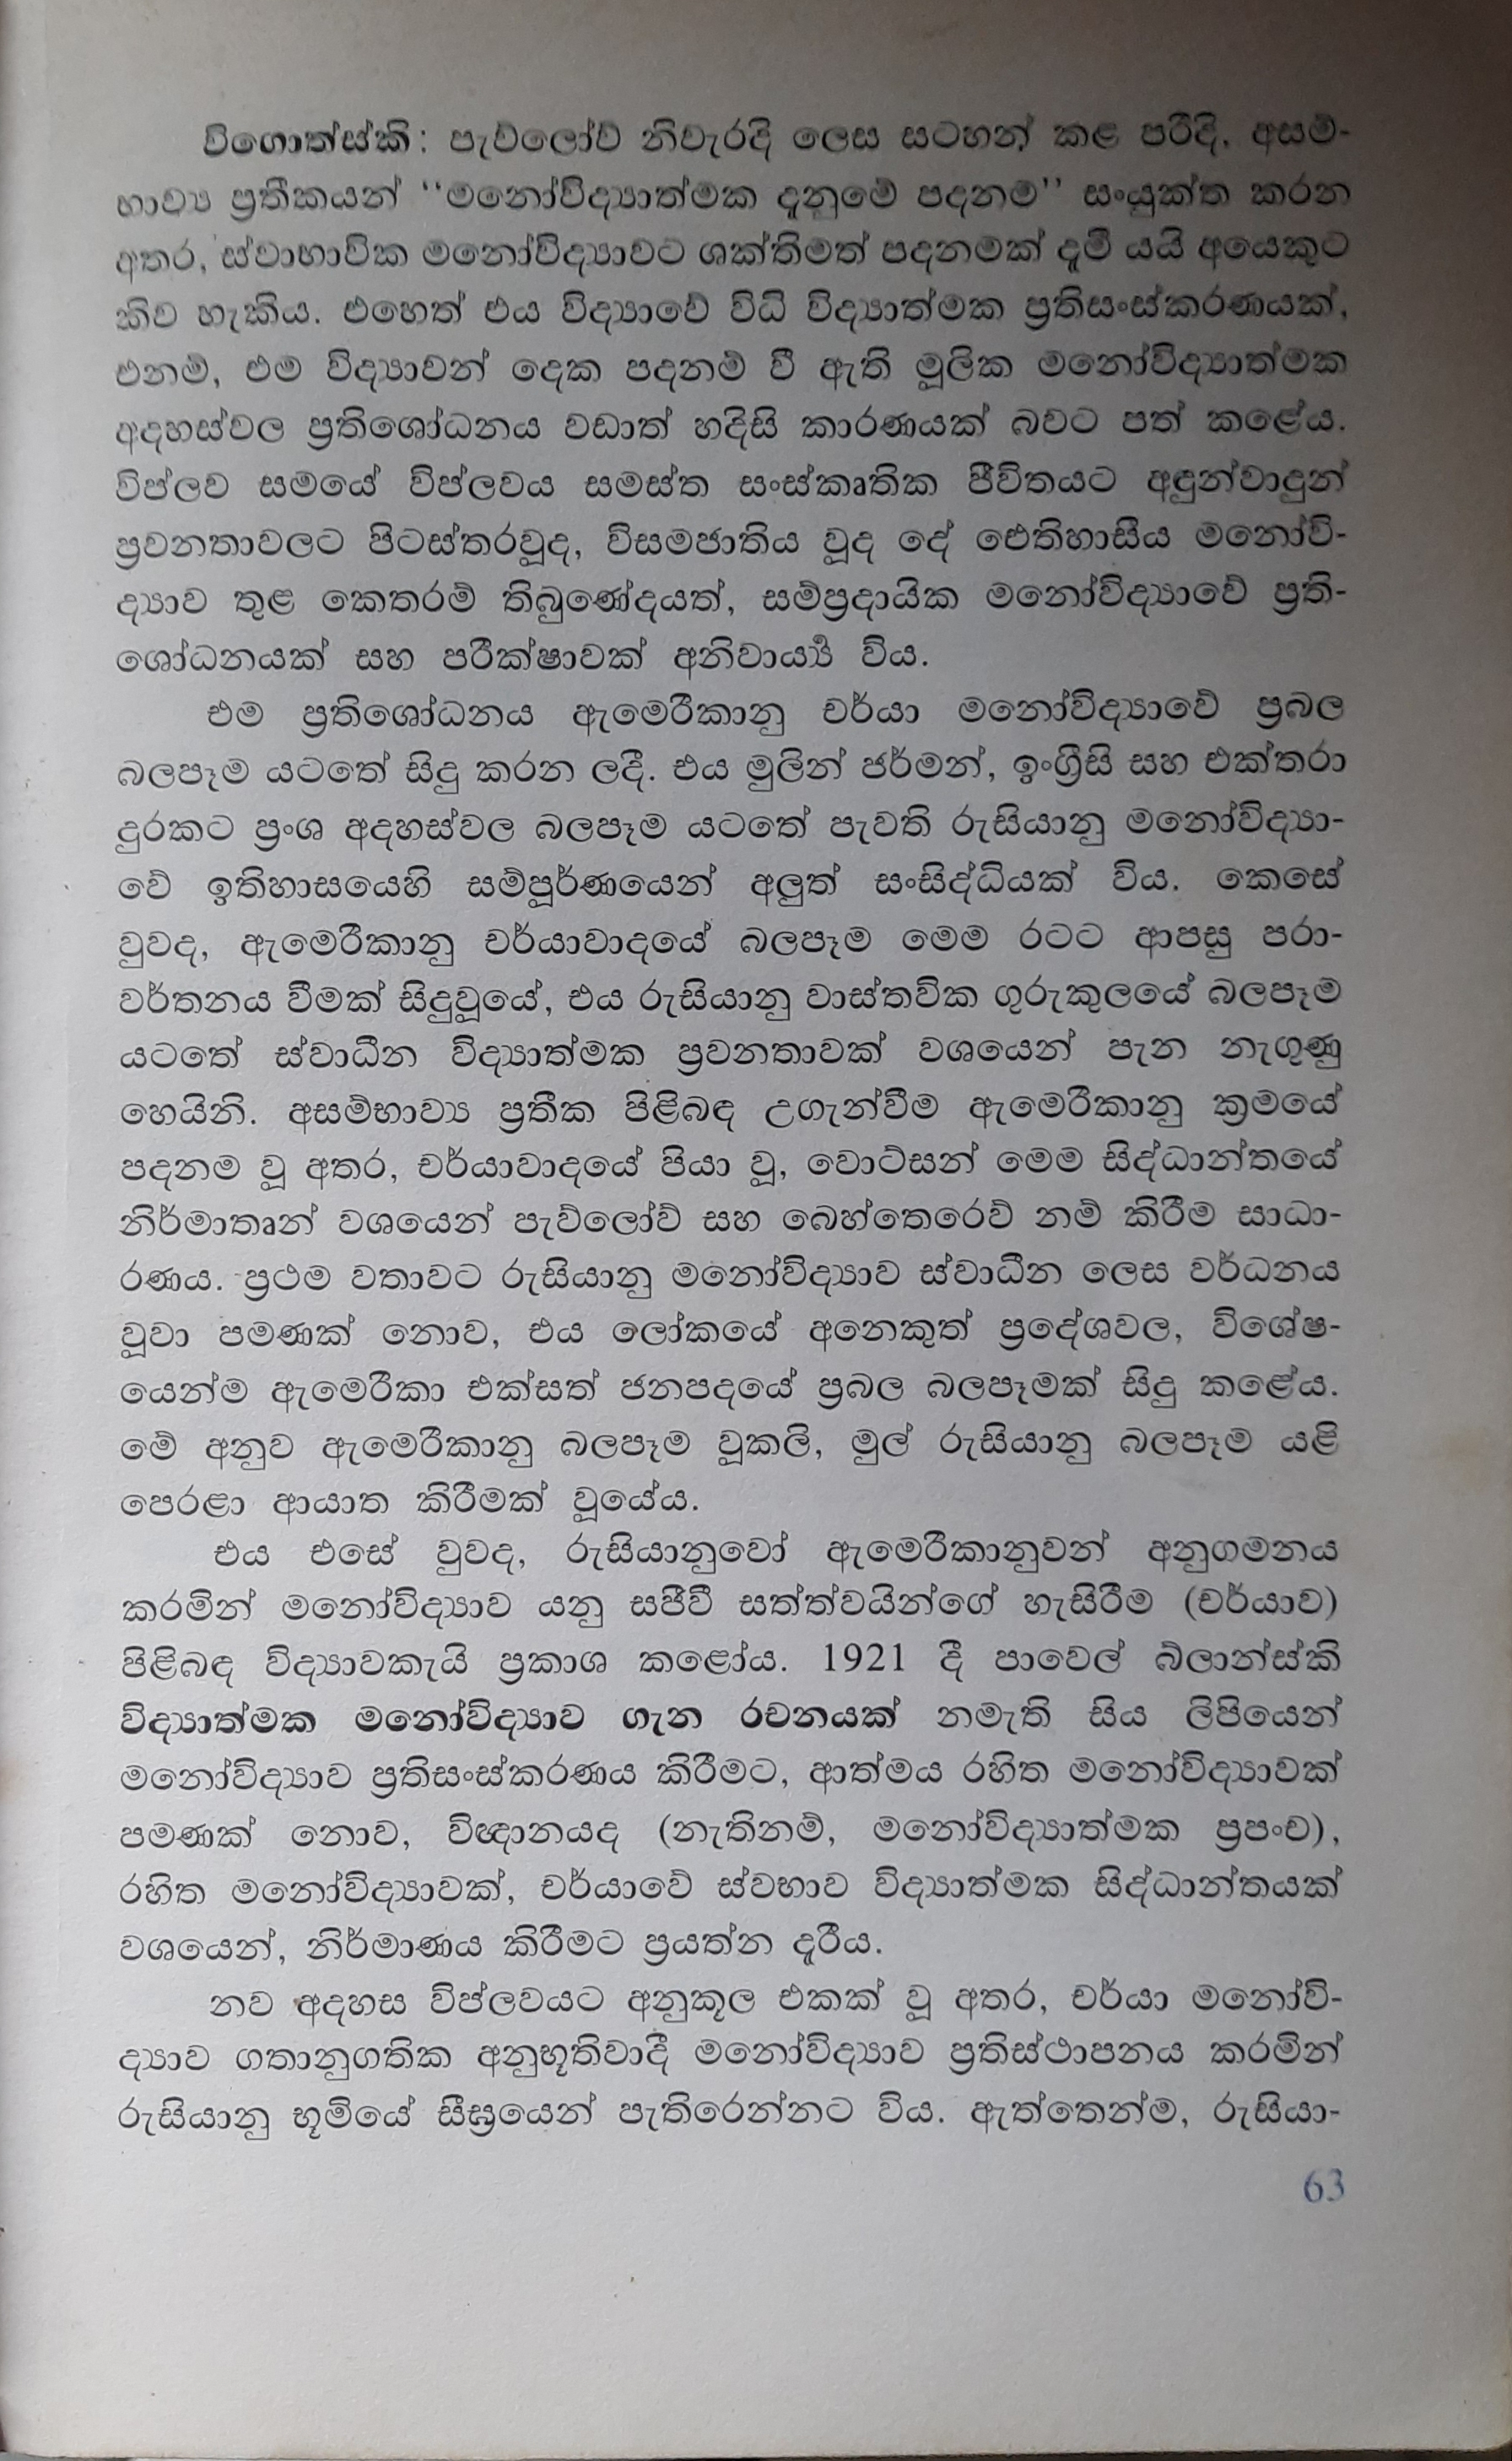 විගොත්ස්කි: පැව්ලෝව් නිවැරදි ලෙස සටහන් කළ පරිදි, අසම්-
භාව්‍ය ප්‍රතීකයන් ‘‘මනෝවිද්‍යාත්මක දැනුමේ පදනම’’ සංයුක්ත කරන
අතර, ස්වාභාවික මනෝවිද්‍යාවට ශක්තිමත් පදනමක් දැමී යයි අයෙකුට
කිව හැකිය. එහෙත් එය විද්‍යාවේ විධි විද්‍යාත්මක ප්‍රතිසංස්කරණයක්,
එනම්, එම විද්‍යාවන් දෙක පදනම් වී ඇති මූලික මනෝවිද්‍යාත්මක
අදහස්වල ප්‍රතිශෝධනය වඩාත් හදිසි කාරණයක් බවට පත් කළේය.
විප්ලව සමයේ විප්ලවය සමස්ත සංස්කෘතික ජීවිතයට අඳුන්වාදුන්
ප්‍රවනතාවලට පිටස්තරවූද, විසමජාතිය වූද දේ ඓතිහාසීය මනෝවි-
ද්‍යාව තුළ කෙතරම් තිබුණේදයත්, සම්ප්‍රදායික මනෝවිද්‍යාවේ ප්‍රති-
ශෝධනයක් සහ පරීක්ෂාවක් අනිවාර්‍ය්‍ය විය.
එම ප්‍රතිශෝධනය ඇමෙරිකානු චර්යා මනෝවිද්‍යාවේ ප්‍රබල
බලපෑම යටතේ සිදු කරන ලදී. එය මුලින් ජර්මන්, ඉංග්‍රීසි සහ එක්තරා
දුරකට ප්‍රංශ අදහස්වල බලපෑම යටතේ පැවති රුසියානු මනෝවිද්‍යා-
වේ ඉතිහාසයෙහි සම්පූර්ණයෙන් අලුත් සංසිද්ධියක් විය. කෙසේ
වුවද, ඇමෙරිකානු චර්යාවාදයේ බලපෑම මෙම රටට ආපසු පරා-
වර්තනය වීමක් සිදුවූයේ, එය රුසියානු වාස්තවික ගුරුකුලයේ බලපෑම
යටතේ ස්වාධීන විද්‍යාත්මක ප්‍රවනතාවක් වශයෙන් පැන නැගුණු
හෙයිනි. අසම්භාව්‍ය ප්‍රතික පිළිබඳ උගැන්වීම ඇමෙරිකානු ක්‍රමයේ
පදනම වූ අතර, චර්යාවාදයේ පියා වූ, වොට්සන් මෙම සිද්ධාන්තයේ
නිර්මාතෘන් වශයෙන් පැව්ලෝව් සහ බෙහ්තෙරෙව් නම් කිරීම සාධා-
රණය. ප්‍රථම වතාවට රුසියානු මනෝවිද්‍යාව ස්වාධීන ලෙස වර්ධනය
වූවා පමණක් නොව, එය ලෝකයේ අනෙකුත් ප්‍රදේශවල, විශේෂ-
යෙන්ම ඇමෙරිකා එක්සත් ජනපදයේ ප්‍රබල බලපෑමක් සිදු කළේය.
මේ අනුව ඇමෙරිකානු බලපෑම වූකලි, මුල් රුසියානු බලපෑම යළි
පෙරළා ආයාත කිරීමක් වූයේය.
එය එසේ වුවද, රුසියානුවෝ ඇමෙරිකානුවන් අනුගමනය
කරමින් මනෝවිද්‍යාව යනු සජීවී සත්ත්වයින්ගේ හැසිරීම (චර්යාව)
පිළිබඳ විද්‍යාවකැයි ප්‍රකාශ කළෝය. 1921 දී පාවෙල් බ්ලාන්ස්කි
විද්‍යාත්මක මනෝවිද්‍යාව ගැන රචනයක් නමැති සිය ලිපියෙන්
මනෝවිද්‍යාව ප්‍රතිසංස්කරණය කිරීමට, ආත්මය රහිත මනෝවිද්‍යාවක්
පමණක් නොව, විඥානයද (නැතිනම්, මනෝවිද්‍යාත්මක ප්‍රපංච),
රහිත මනෝවිද්‍යාවක්, චර්යාවේ ස්වභාව විද්‍යාත්මක සිද්ධාන්තයක්
වශයෙන්, නිර්මාණය කිරීමට ප්‍රයත්න දැරීය.
නව අදහස විප්ලවයට අනුකූල එකක් වූ අතර, චර්යා මනෝවි-
ද්‍යාව ගතානුගතික අනුභූතිවාදී මනෝවිද්‍යාව ප්‍රතිස්ථාපනය කරමින්
රුසියානු භූමියේ සීඝ්‍රයෙන් පැතිරෙන්නට විය. ඇත්තෙන්ම, රුසියා-
63